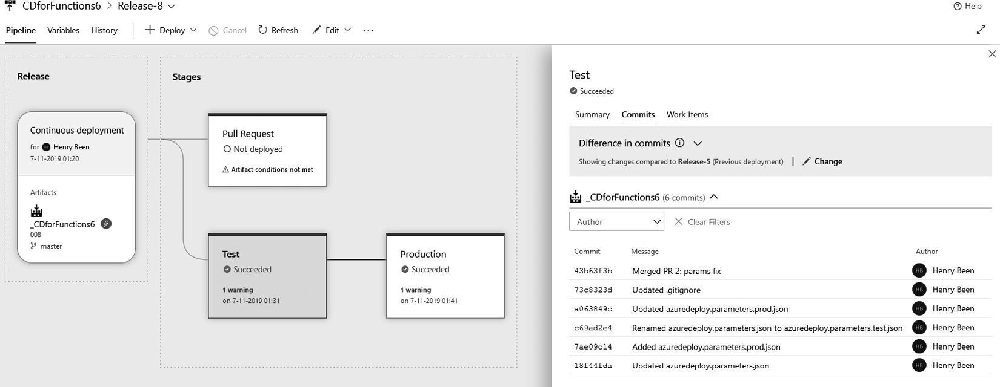 CDforFunctions6 > Release-8
Help
Pipeline Variables History Deploy Cancel Refresh Edit ...
Release
Continuous deployment
for HB Henry Been
7-11-2019 01:20
Artifacts
_CDforFunctions6
008
master
Stages
Pull Request
Not deployed
Artifact conditions not met
Test
Succeeded
1 warning
on 7-11-2019 01:31
Production
Succeeded
1 warning
on 7-11-2019 01:41
Test
Succeeded
Summary Commits Work Items
Difference in commits
Showing changes compared to Release-5 (Previous deployment) | Change
_CDforFunctions6 (6 commits)
Author Clear Filters
Commit Message Author
43b63f3b Merged PR 2: params fix HB Henry Been
73c8323d Updated .gitignore HB Henry Been
a063849c Updated azuredeploy.parameters.prod.json HB Henry Been
c69ad2e4 Renamed azuredeploy.parameters.json to azuredeploy.parameters.test.json HB Henry Been
7ae09c14 Added azuredeploy.parameters.prod.json HB Henry Been
18f44fda Updated azuredeploy.parameters.json HB Henry Been